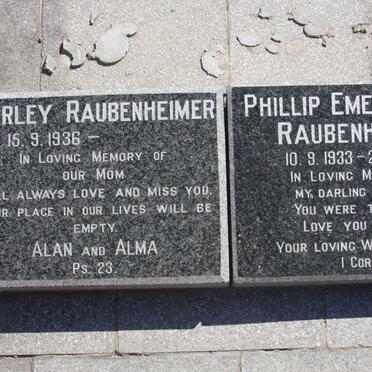 RLEY RAUBENHEIMER
15.9.1936 –
IN LOVING MEMORY OF
OUR MOM
LL ALWAYS LOVE AND MISS YOU.
R PLACE IN OUR LIVES WILL BE
EMPTY.
ALAN AND ALMA
PS. 23.
PHILLIP EME
RAUBENH
10.9.1933 – 2
IN LOVING M
MY DARLING
YOU WERE T
LOVE YOU
YOUR LOVING W
I COR